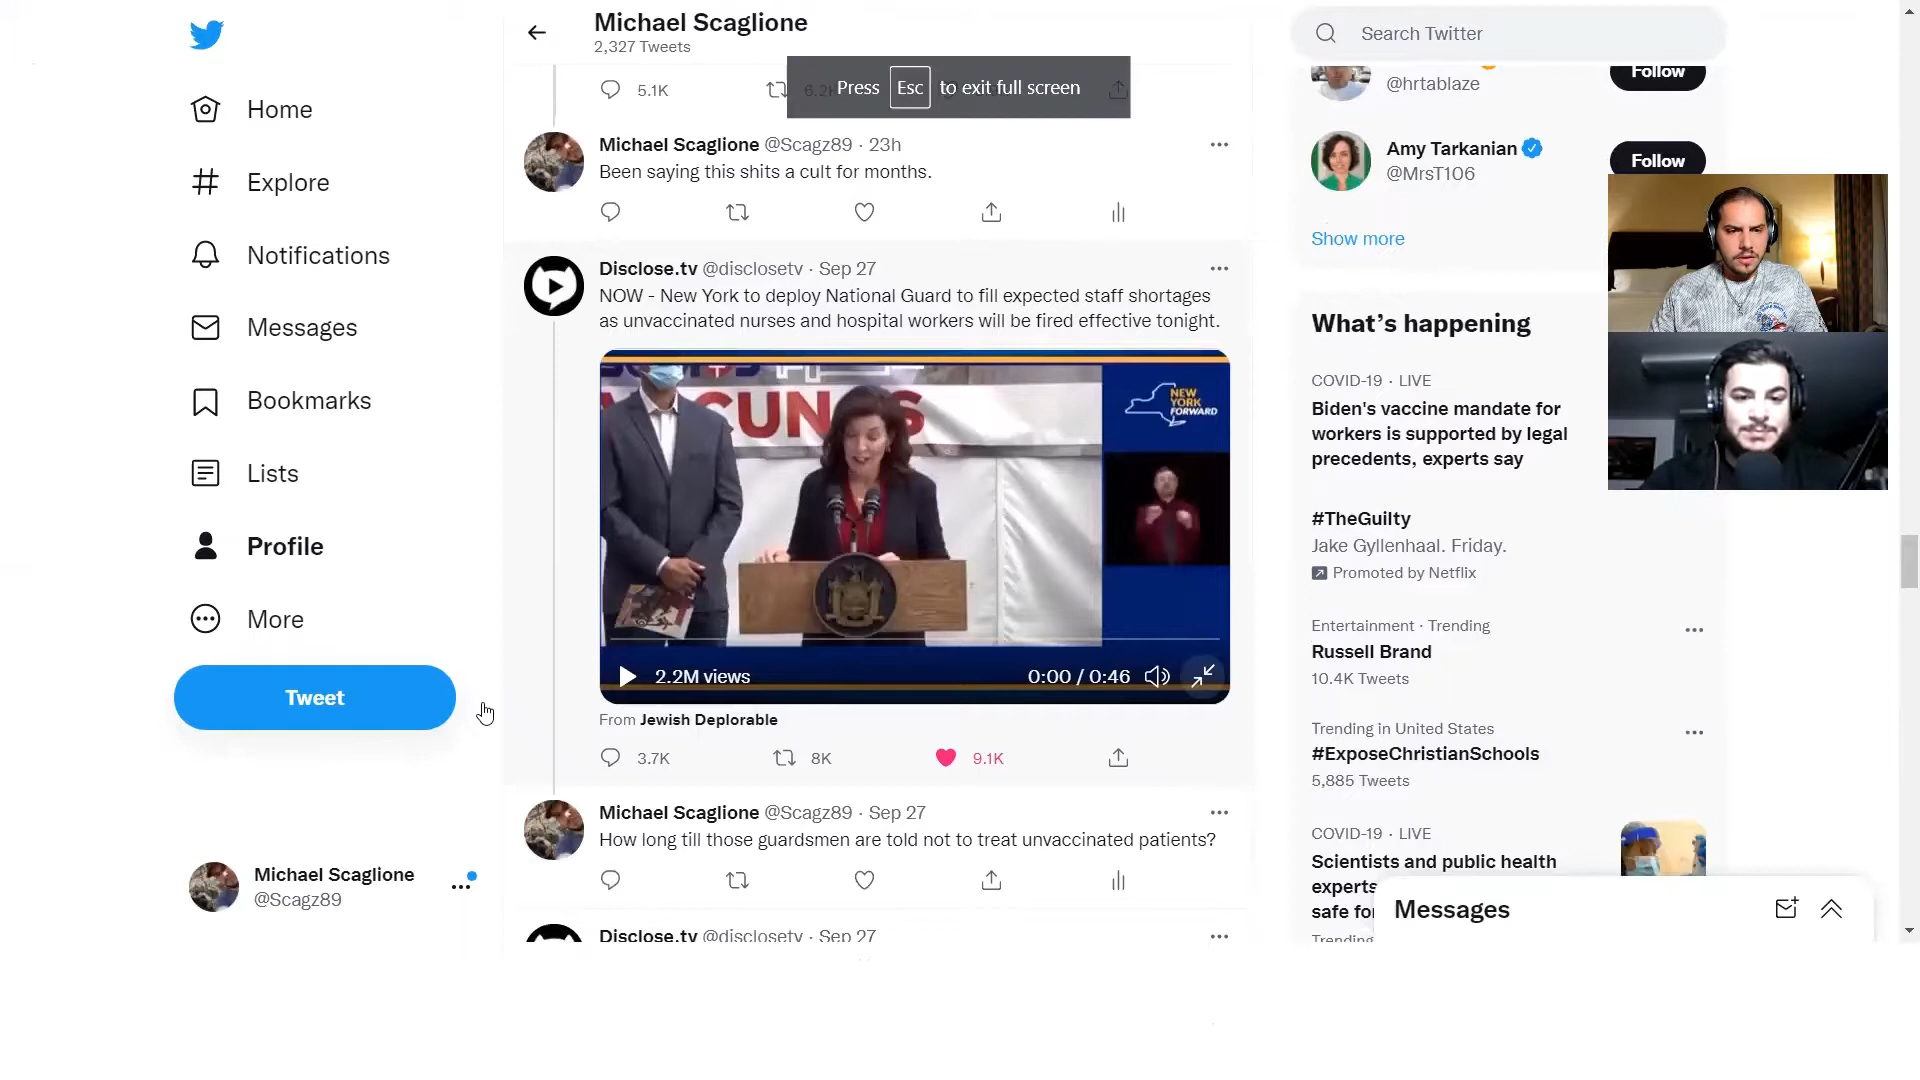 Michael Scaglione
2,327 Tweets
Search Twitter
Home
Explore
Notifications
Messages
Bookmarks
Lists
Profile
More
Tweet
Michael Scaglione
@Scagz89
5.1K
Press Esc to exit full screen
Michael Scaglione @Scagz89 · 23h
Been saying this shits a cult for months.
Disclose.tv @disclosetv · Sep 27
NOW - New York to deploy National Guard to fill expected staff shortages
as unvaccinated nurses and hospital workers will be fired effective tonight.
NEW
YORK
FORWARD
2.2M views
0:00 / 0:46
From Jewish Deplorable
3.7K
8K
9.1K
Michael Scaglione @Scagz89 · Sep 27
How long till those guardsmen are told not to treat unvaccinated patients?
Disclose.tv @disclosetv · Sep 27
@hrtablaze
Follow
Amy Tarkanian
@MrsT106
Follow
Show more
What's happening
COVID-19 · LIVE
Biden's vaccine mandate for
workers is supported by legal
precedents, experts say
#TheGuilty
Jake Gyllenhaal. Friday.
Promoted by Netflix
Entertainment · Trending
Russell Brand
10.4K Tweets
Trending in United States
#ExposeChristianSchools
5,885 Tweets
COVID-19 · LIVE
Scientists and public health
experts
safe for
Trending
Messages